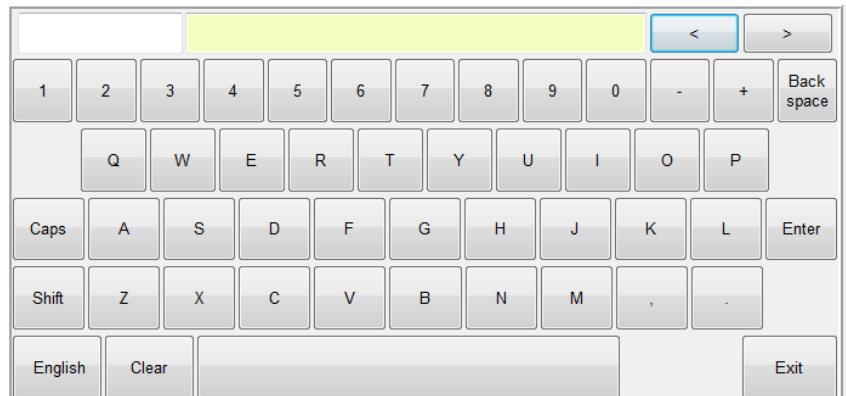 < >
1 2 3 4 5 6 7 8 9 0 - + Back
space
Q W E R T Y U I O P
Caps A S D F G H J K L Enter
Shift Z X C V B N M , .
English Clear Exit